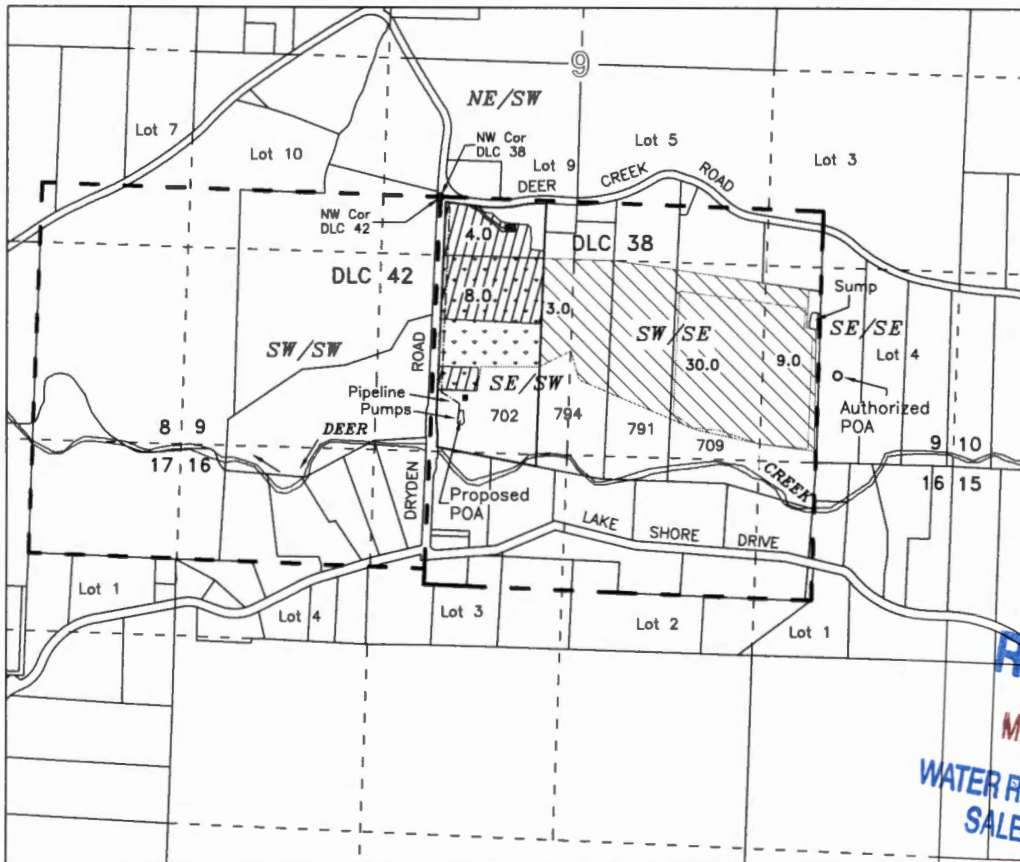 9
NE/SW
Lot 7
NW Cor
DLC 38
Lot 5
Lot 10
Lot 9
Lot 3
DEER CREEK ROAD
NW Cor
DLC 42
4.0
DLC 38
DLC 42
Sump
8.0
3.0
SW/SE
SE/SE
SW/SW
ROAD
30.0
9.0
Lot 4
SE/SW
Pipeline
Pumps
702
794
791
709
Authorized
POA
DEER
CREEK
8 9
17 16
9 10
16 15
DRYDEN
Proposed
POA
LAKE SHORE DRIVE
Lot 1
Lot 4
Lot 3
Lot 2
Lot 1
R
M
WATER R
SALE